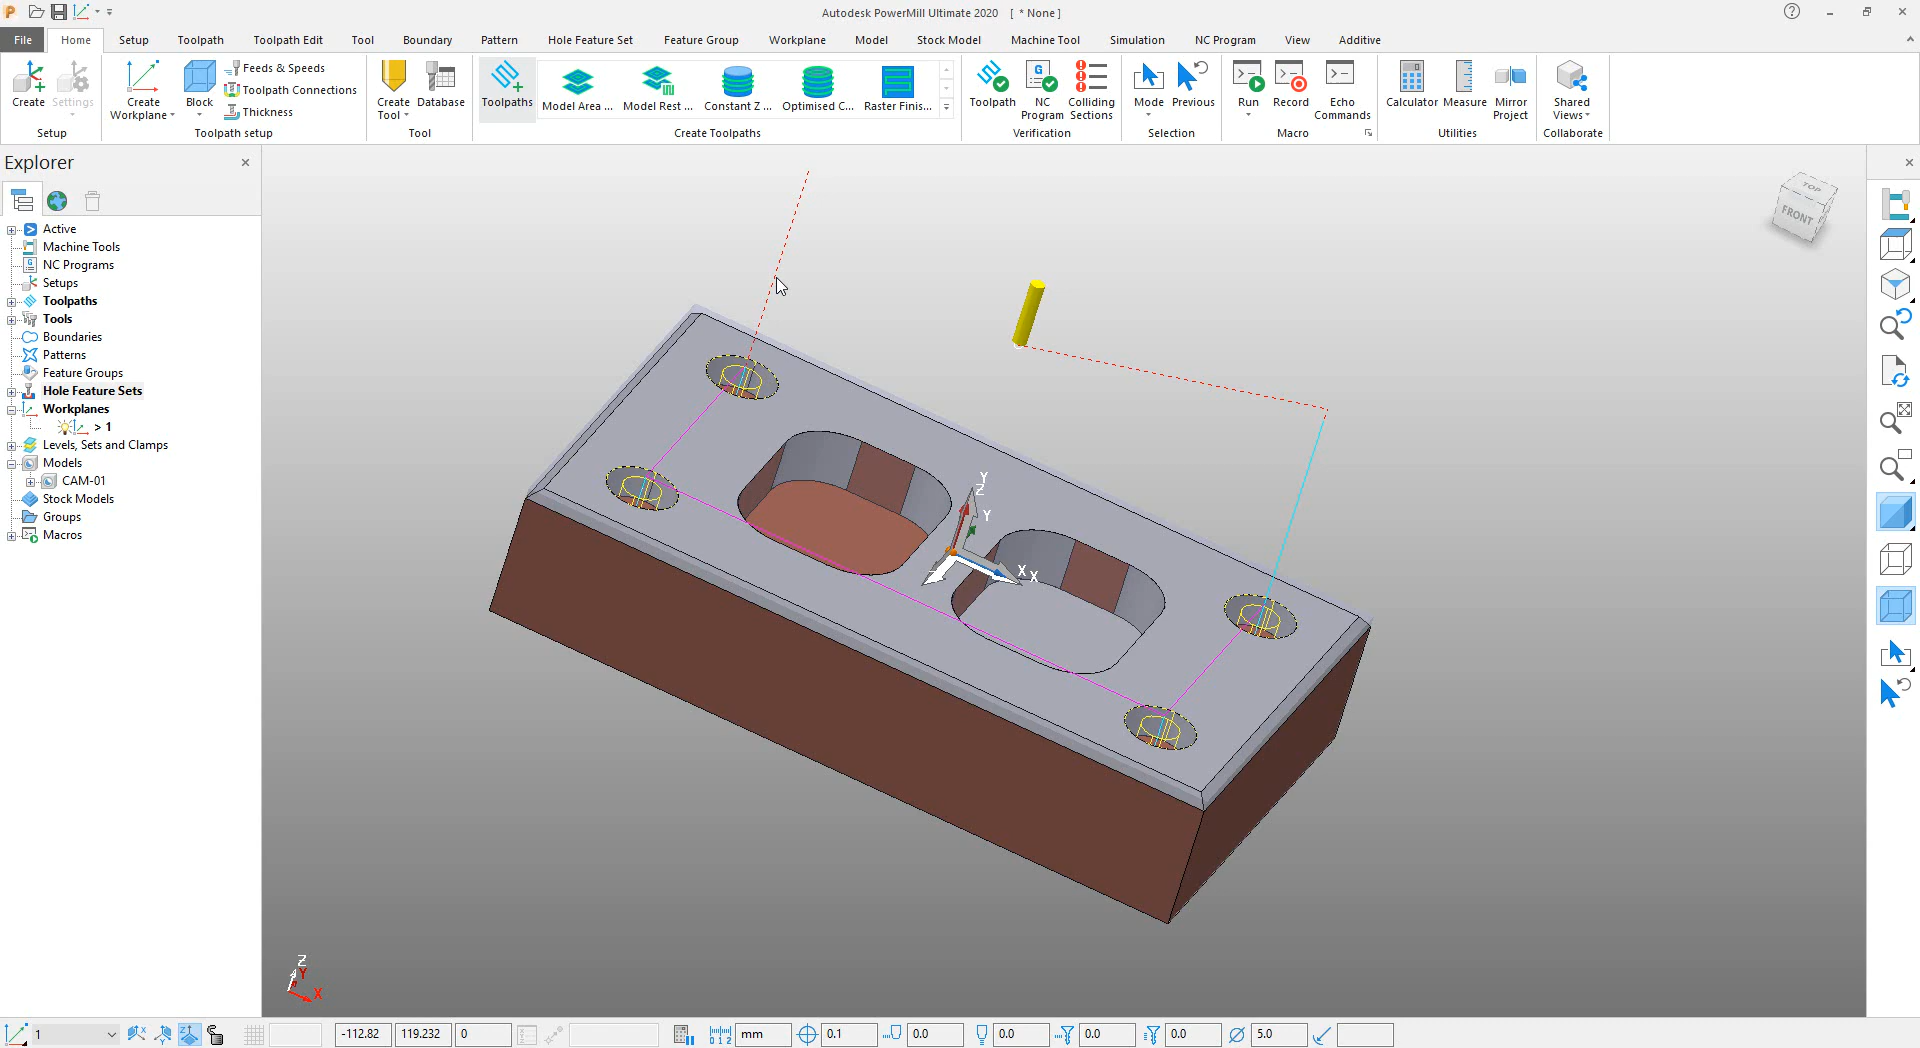 Autodesk PowerMill Ultimate 2020 [ * None ]
File Home Setup Toolpath Toolpath Edit Tool Boundary Pattern Hole Feature Set Feature Group Workplane Model Stock Model Machine Tool Simulation NC Program View Additive
Create
Settings
Setup
Create Workplane
Block
Feeds & Speeds
Toolpath Connections
Thickness
Toolpath setup
Create Tool
Database
Tool
Toolpaths
Model Area ...
Model Rest ...
Constant Z ...
Optimised C...
Raster Finis...
Create Toolpaths
Toolpath
NC Program
Colliding Sections
Verification
Mode
Previous
Selection
Run
Record
Echo Commands
Macro
Calculator
Measure
Mirror Project
Utilities
Shared Views
Collaborate
Explorer
Active
Machine Tools
NC Programs
Setups
Toolpaths
Tools
Boundaries
Patterns
Feature Groups
Hole Feature Sets
Workplanes
> 1
Levels, Sets and Clamps
Models
CAM-01
Stock Models
Groups
Macros
TOP
FRONT
Y
Z
Y
X
X
Z
Y
X
1
-112.82
119.232
0
mm
0.1
0.0
0.0
0.0
0.0
5.0